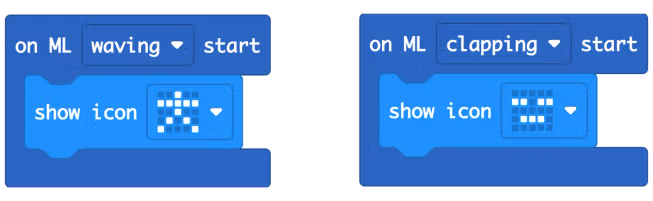 on ML waving start
show icon
on ML clapping start
show icon